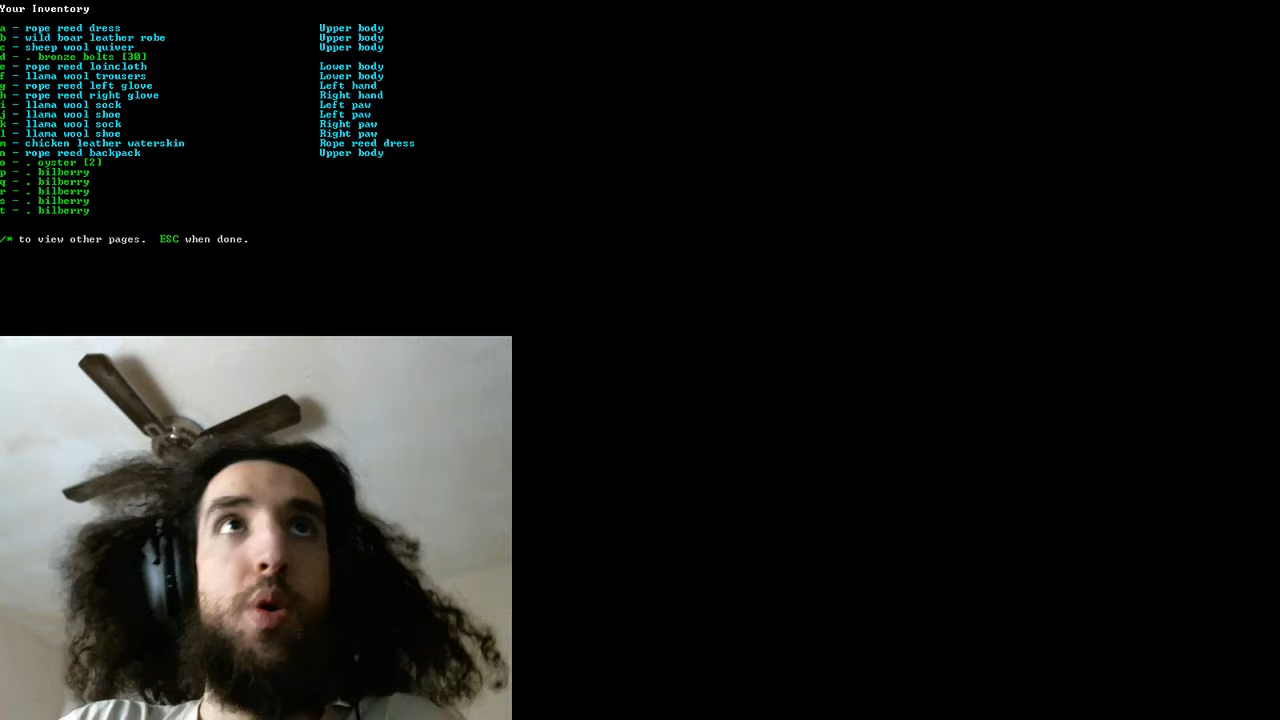 Your Inventory
a - rope reed dress Upper body
b - wild boar leather robe Upper body
c - sheep wool quiver Upper body
d - . bronze bolts [30]
e - rope reed loincloth Lower body
f - llama wool trousers Lower body
g - rope reed left glove Left hand
h - rope reed right glove Right hand
i - llama wool sock Left paw
j - llama wool shoe Left paw
k - llama wool sock Right paw
l - llama wool shoe Right paw
m - chicken leather waterskin Rope reed dress
n - rope reed backpack Upper body
o - . oyster [2]
p - . bilberry
q - . bilberry
r - . bilberry
s - . bilberry
t - . bilberry
/* to view other pages. ESC when done.